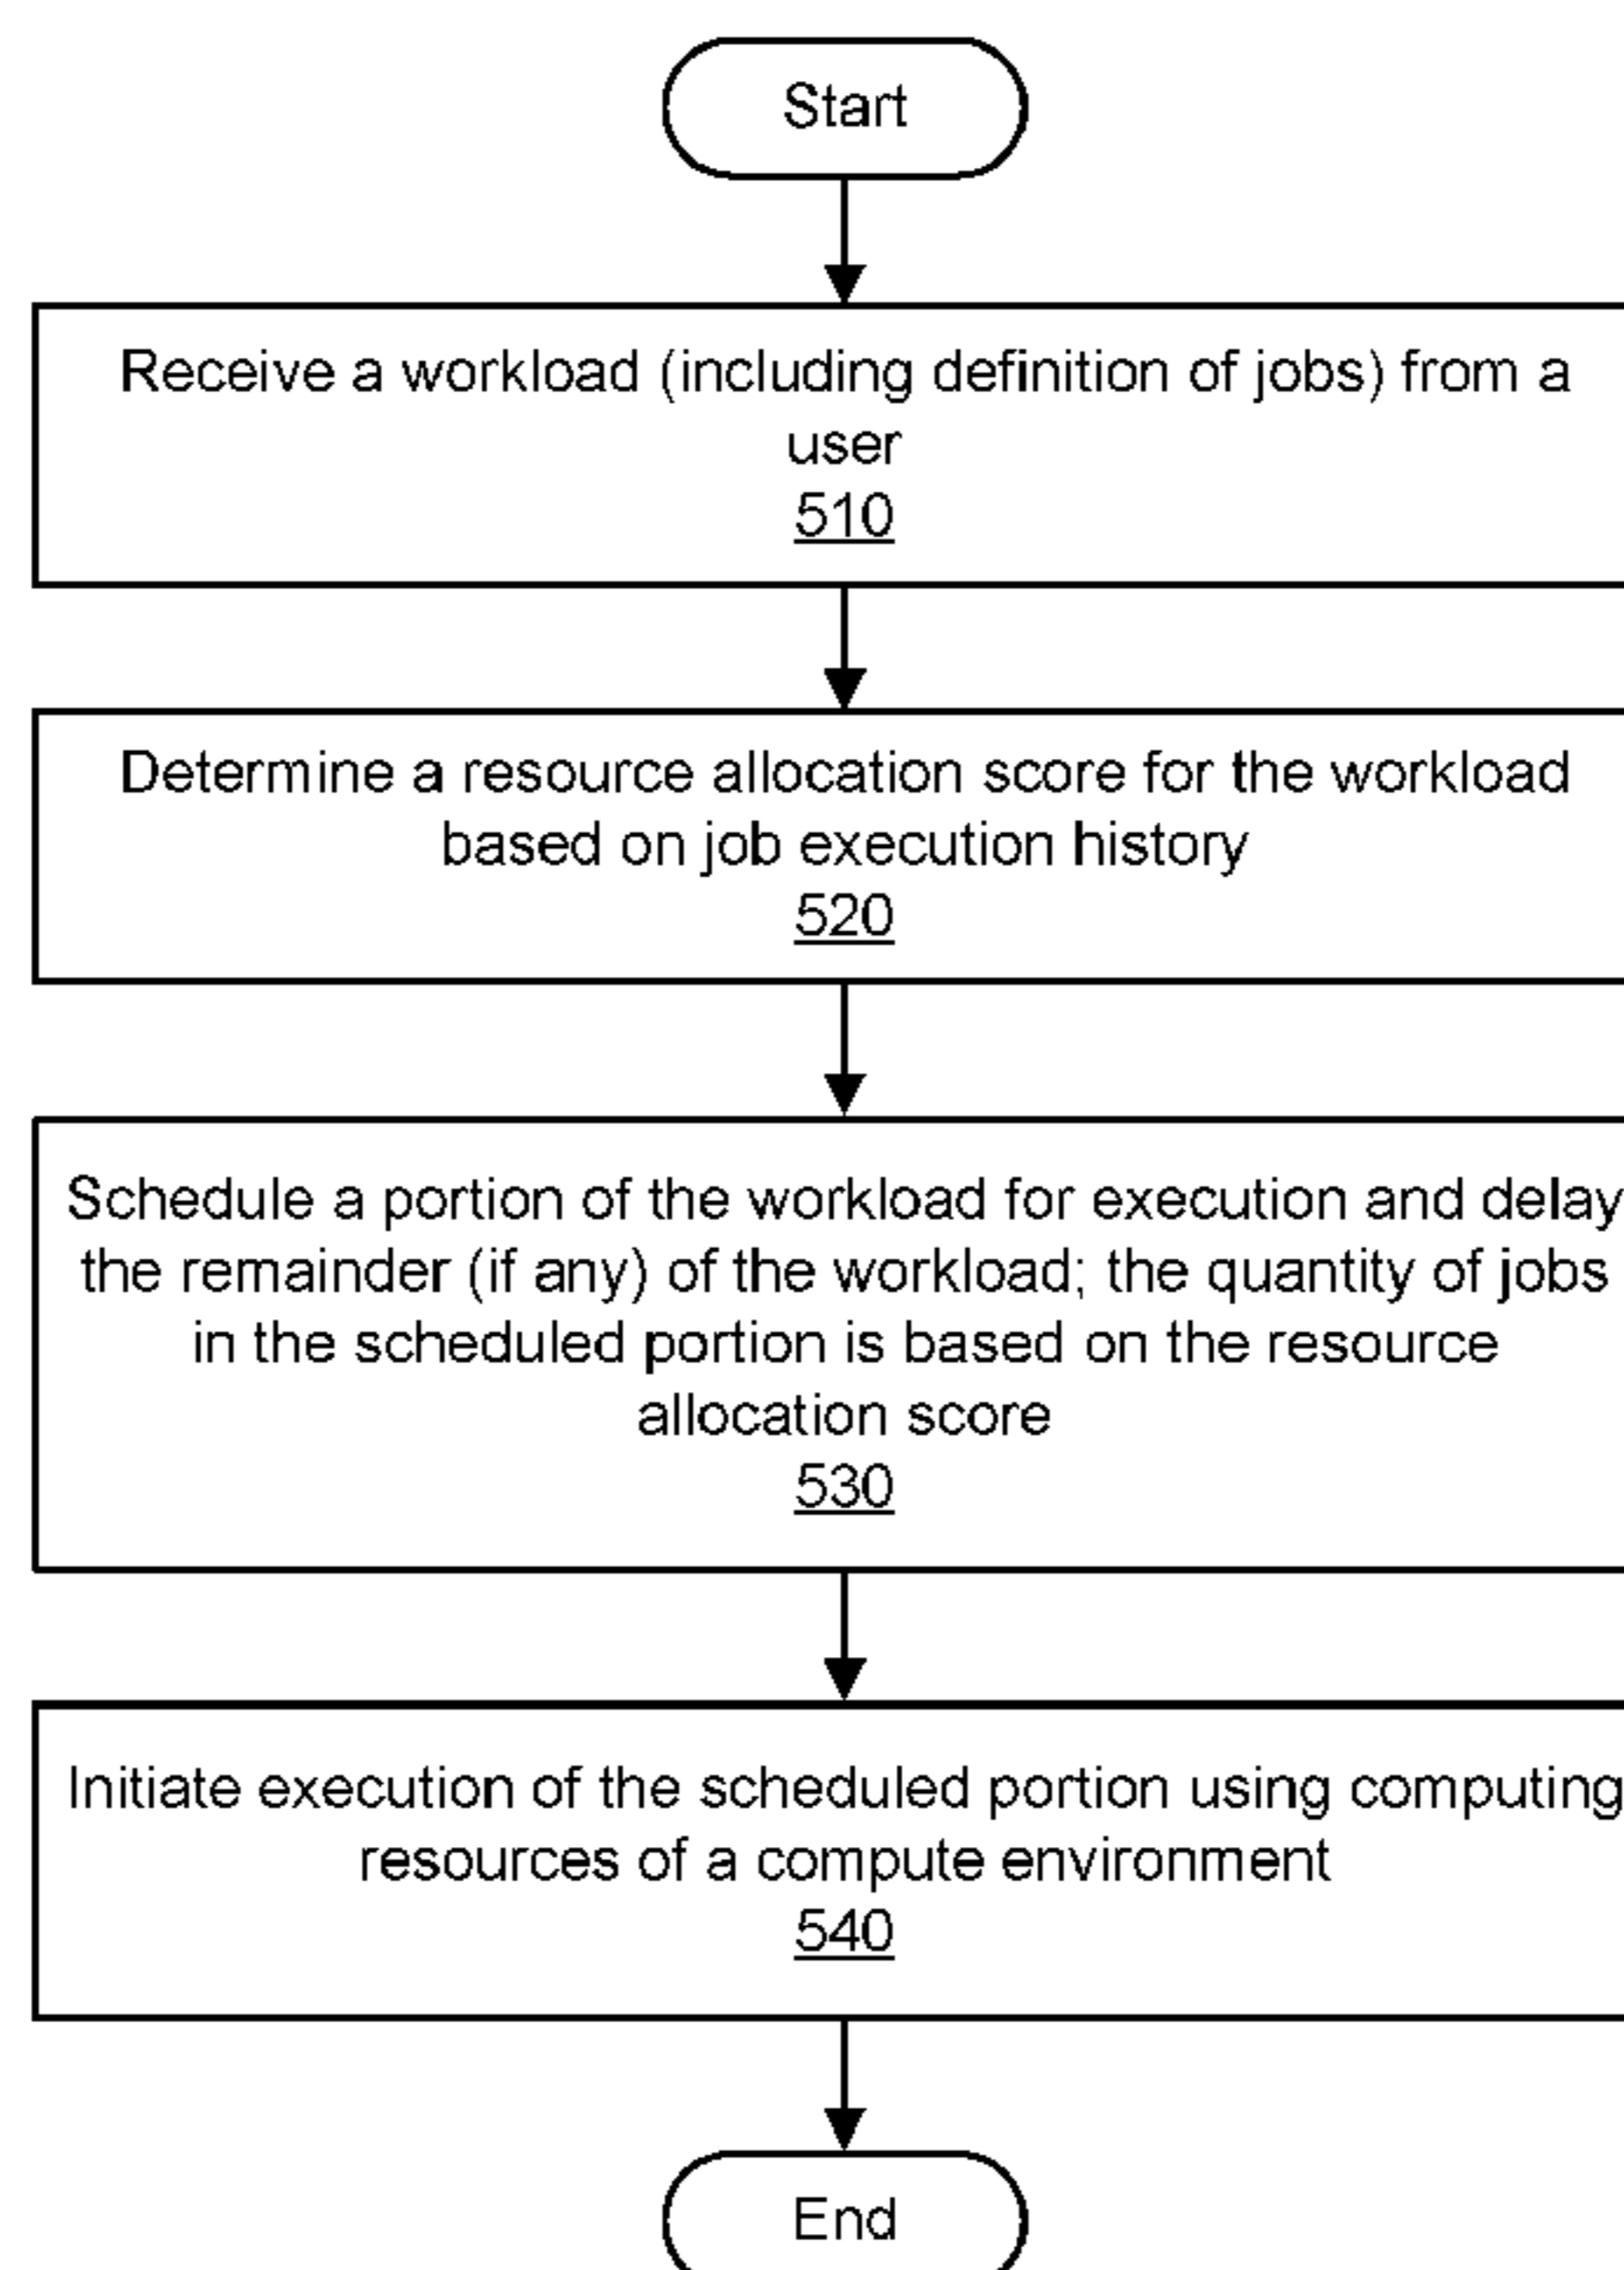 Start
Receive a workload (including definition of jobs) from a
user
510
Determine a resource allocation score for the workload
based on job execution history
520
Schedule a portion of the workload for execution and delay
the remainder (if any) of the workload; the quantity of jobs
in the scheduled portion is based on the resource
allocation score
530
Initiate execution of the scheduled portion using computing
resources of a compute environment
540
End